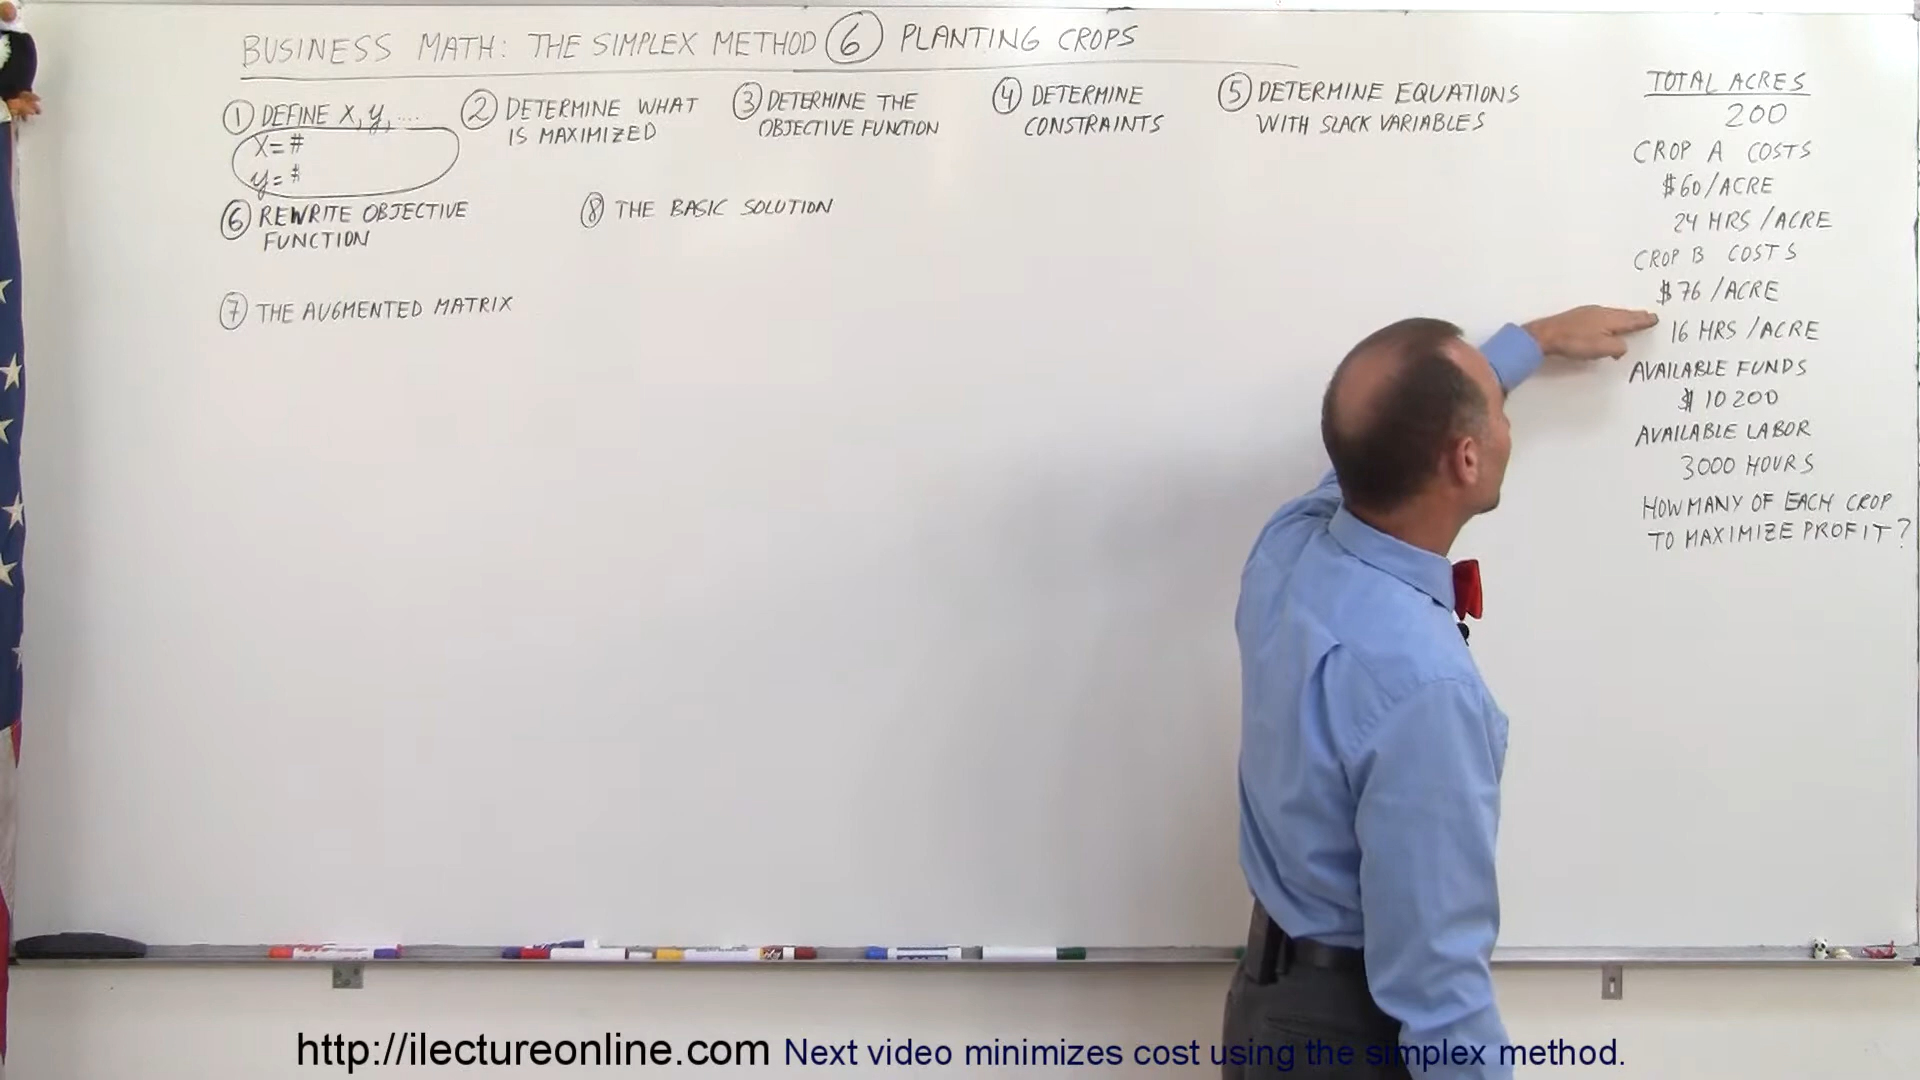 BUSINESS MATH: THE SIMPLEX METHOD 6 PLANTING CROPS
1 DEFINE X, y, ....
X = #
y = #
2 DETERMINE WHAT
IS MAXIMIZED
3 DETERMINE THE
OBJECTIVE FUNCTION
4 DETERMINE
CONSTRAINTS
5 DETERMINE EQUATIONS
WITH SLACK VARIABLES
6 REWRITE OBJECTIVE
FUNCTION
8 THE BASIC SOLUTION
7 THE AUGMENTED MATRIX
TOTAL ACRES
200
CROP A COSTS
$60/ACRE
24 HRS/ACRE
CROP B COSTS
$76/ACRE
16 HRS/ACRE
AVAILABLE FUNDS
$10200
AVAILABLE LABOR
3000 HOURS
HOW MANY OF EACH CROP
TO MAXIMIZE PROFIT?
http://ilectureonline.com Next video minimizes cost using the simplex method.